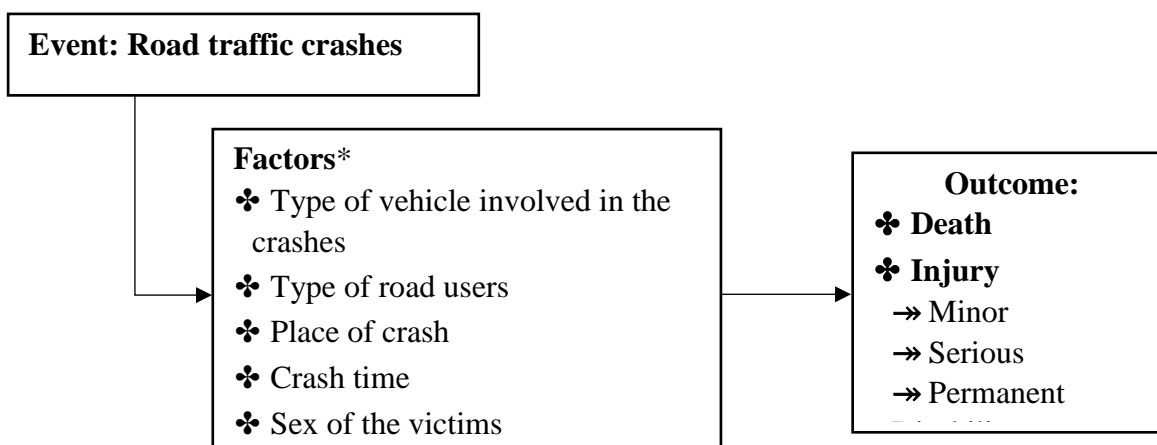 Event: Road traffic crashes
Factors*
✤ Type of vehicle involved in the
crashes
✤ Type of road users
✤ Place of crash
✤ Crash time
✤ Sex of the victims
Outcome:
✤ Death
✤ Injury
↠ Minor
↠ Serious
↠ Permanent